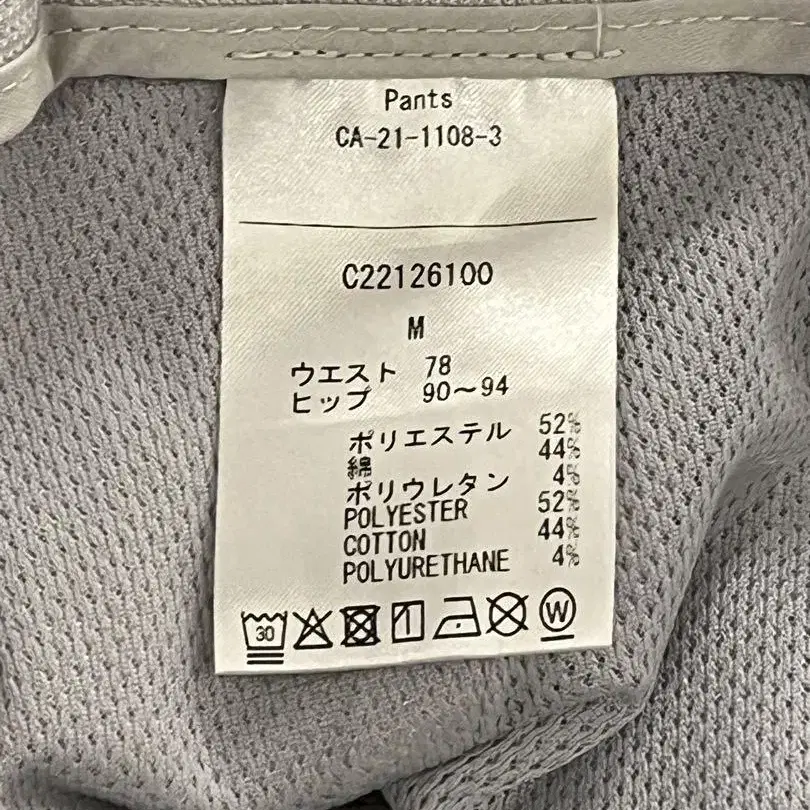 Pants
CA-21-1108-3
C22126100
M
ウエスト 78
ヒップ 90～94
ポリエステル 52%
綿 44%
ポリウレタン 4%
POLYESTER 52%
COTTON 44%
POLYURETHANE 4%
30 W